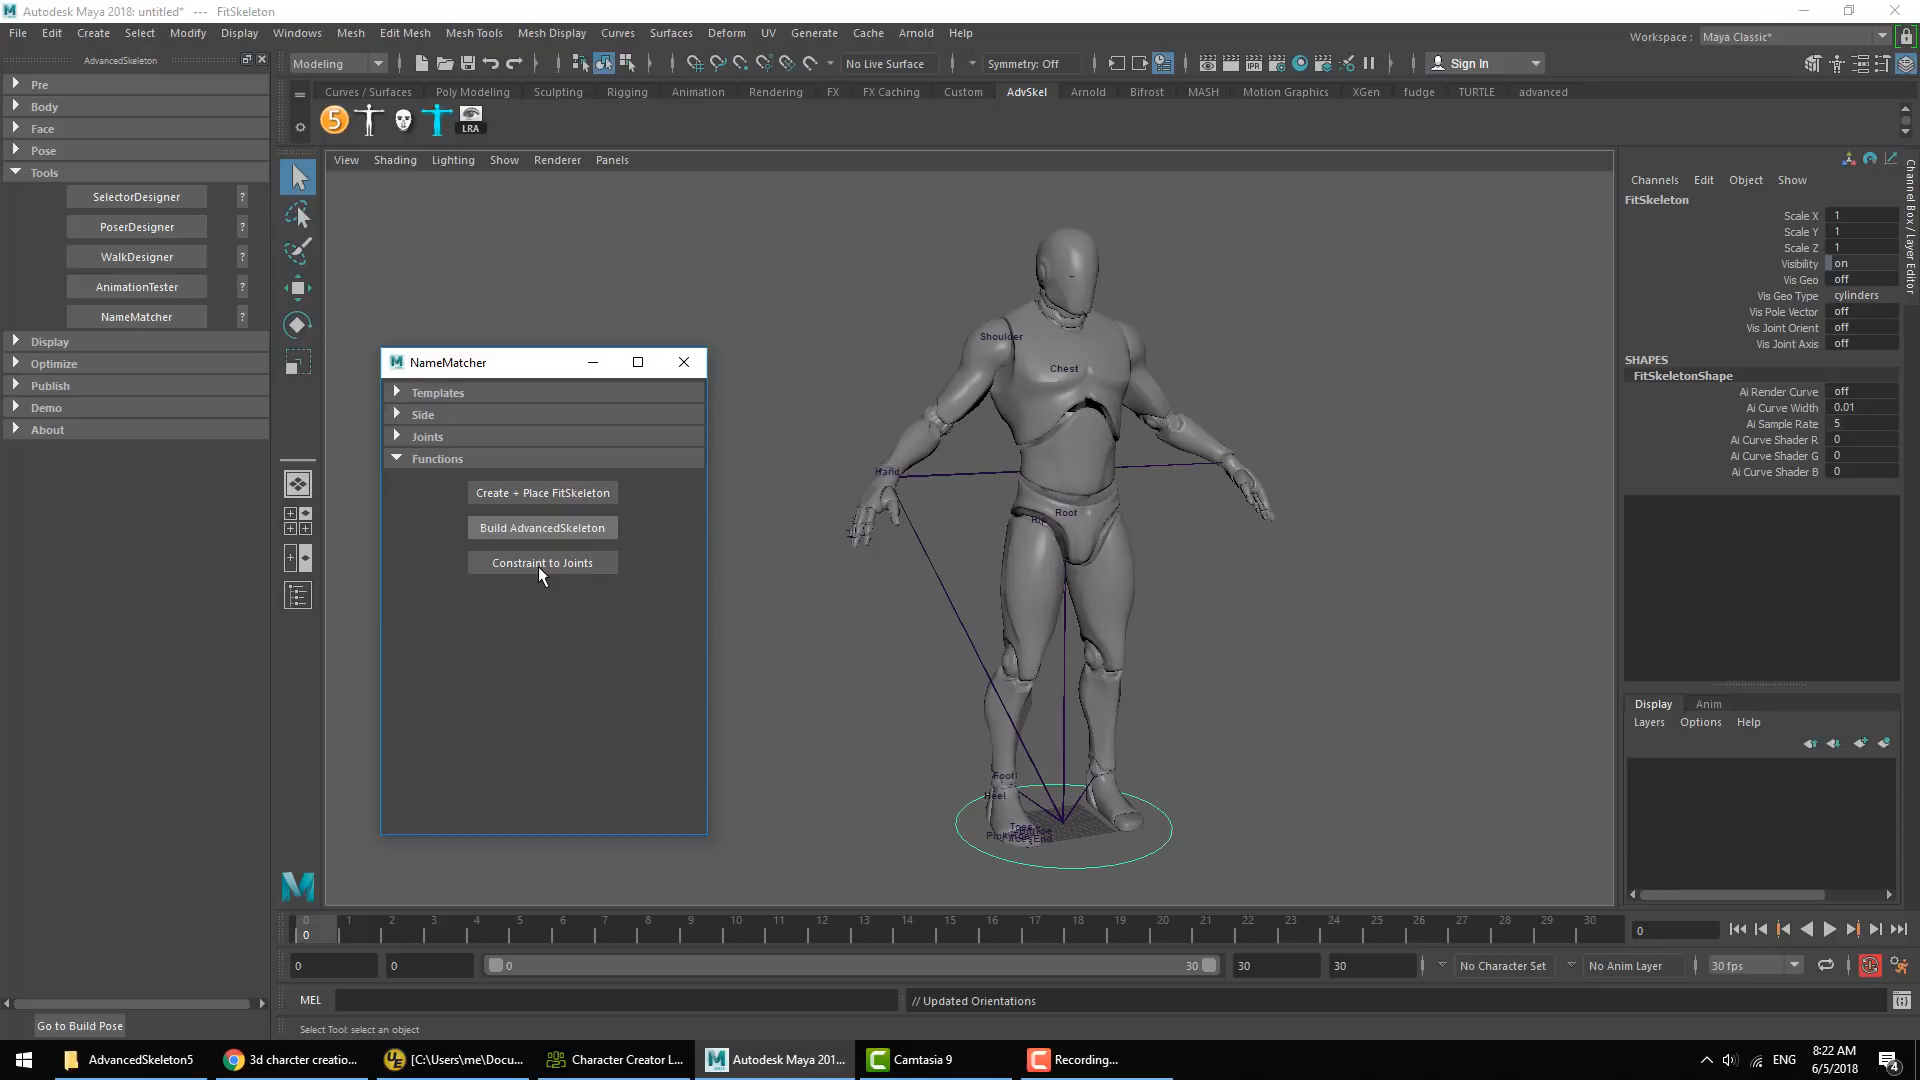 Autodesk Maya 2018: untitled* --- FitSkeleton
File Edit Create Select Modify Display Windows Mesh Edit Mesh Mesh Tools Mesh Display Curves Surfaces Deform UV Generate Cache Arnold Help
Workspace : Maya Classic*
AdvancedSkeleton
Modeling No Live Surface Symmetry: Off Sign In
Pre
Body
Face
Pose
Tools
SelectorDesigner ?
PoserDesigner ?
WalkDesigner ?
AnimationTester ?
NameMatcher ?
Display
Optimize
Publish
Demo
About
Curves / Surfaces Poly Modeling Sculpting Rigging Animation Rendering FX FX Caching Custom AdvSkel Arnold Bifrost MASH Motion Graphics XGen fudge TURTLE advanced
5 LRA
View Shading Lighting Show Renderer Panels
NameMatcher
Templates
Side
Joints
Functions
Create + Place FitSkeleton
Build AdvancedSkeleton
Constraint to Joints
Shoulder
Chest
Hand
Root
Hip
Foot
Heel
Toes
Channels Edit Object Show
FitSkeleton
Scale X 1
Scale Y 1
Scale Z 1
Visibility on
Vis Geo off
Vis Geo Type cylinders
Vis Pole Vector off
Vis Joint Orient off
Vis Joint Axis off
SHAPES
FitSkeletonShape
Ai Render Curve off
Ai Curve Width 0.01
Ai Sample Rate 5
Ai Curve Shader R 0
Ai Curve Shader G 0
Ai Curve Shader B 0
Channel Box / Layer Editor
Display Anim
Layers Options Help
0 1 2 3 4 5 6 7 8 9 10 11 12 13 14 15 16 17 18 19 20 21 22 23 24 25 26 27 28 29 30
0 0
0 0 0 30 30 30 No Character Set No Anim Layer 30 fps
MEL // Updated Orientations
Go to Build Pose
Select Tool: select an object
AdvancedSkeleton5 3d charter creatio... [C:\Users\me\Docu... Character Creator L... Autodesk Maya 201... Camtasia 9 Recording... ENG
8:22 AM
6/5/2018
4